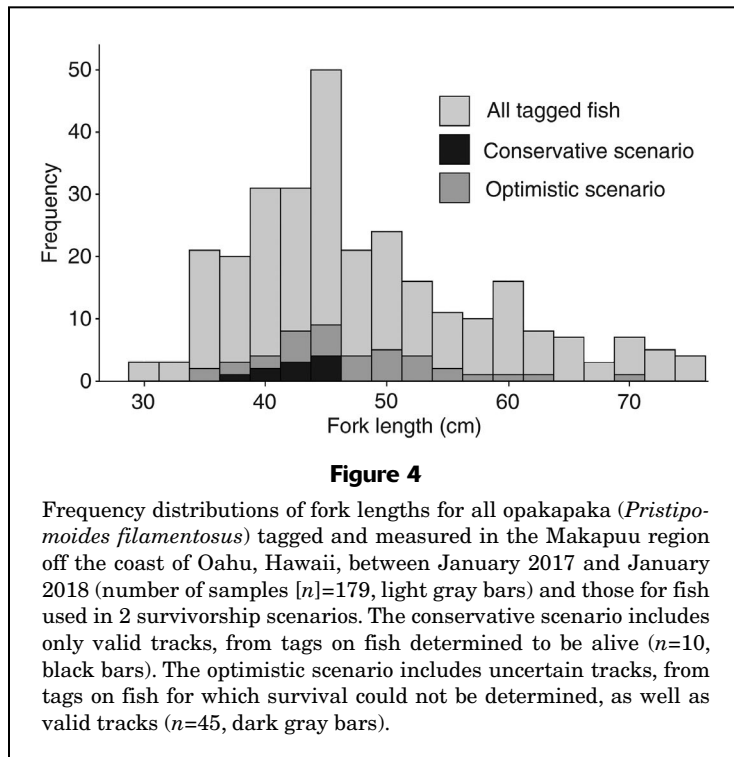 50
40
30
20
10
0
Frequency
All tagged fish
Conservative scenario
Optimistic scenario
30 40 50 60 70
Fork length (cm)
Figure 4
Frequency distributions of fork lengths for all opakapaka (Pristipo-
moides filamentosus) tagged and measured in the Makapuu region
off the coast of Oahu, Hawaii, between January 2017 and January
2018 (number of samples [n]=179, light gray bars) and those for fish
used in 2 survivorship scenarios. The conservative scenario includes
only valid tracks, from tags on fish determined to be alive (n=10,
black bars). The optimistic scenario includes uncertain tracks, from
tags on fish for which survival could not be determined, as well as
valid tracks (n=45, dark gray bars).